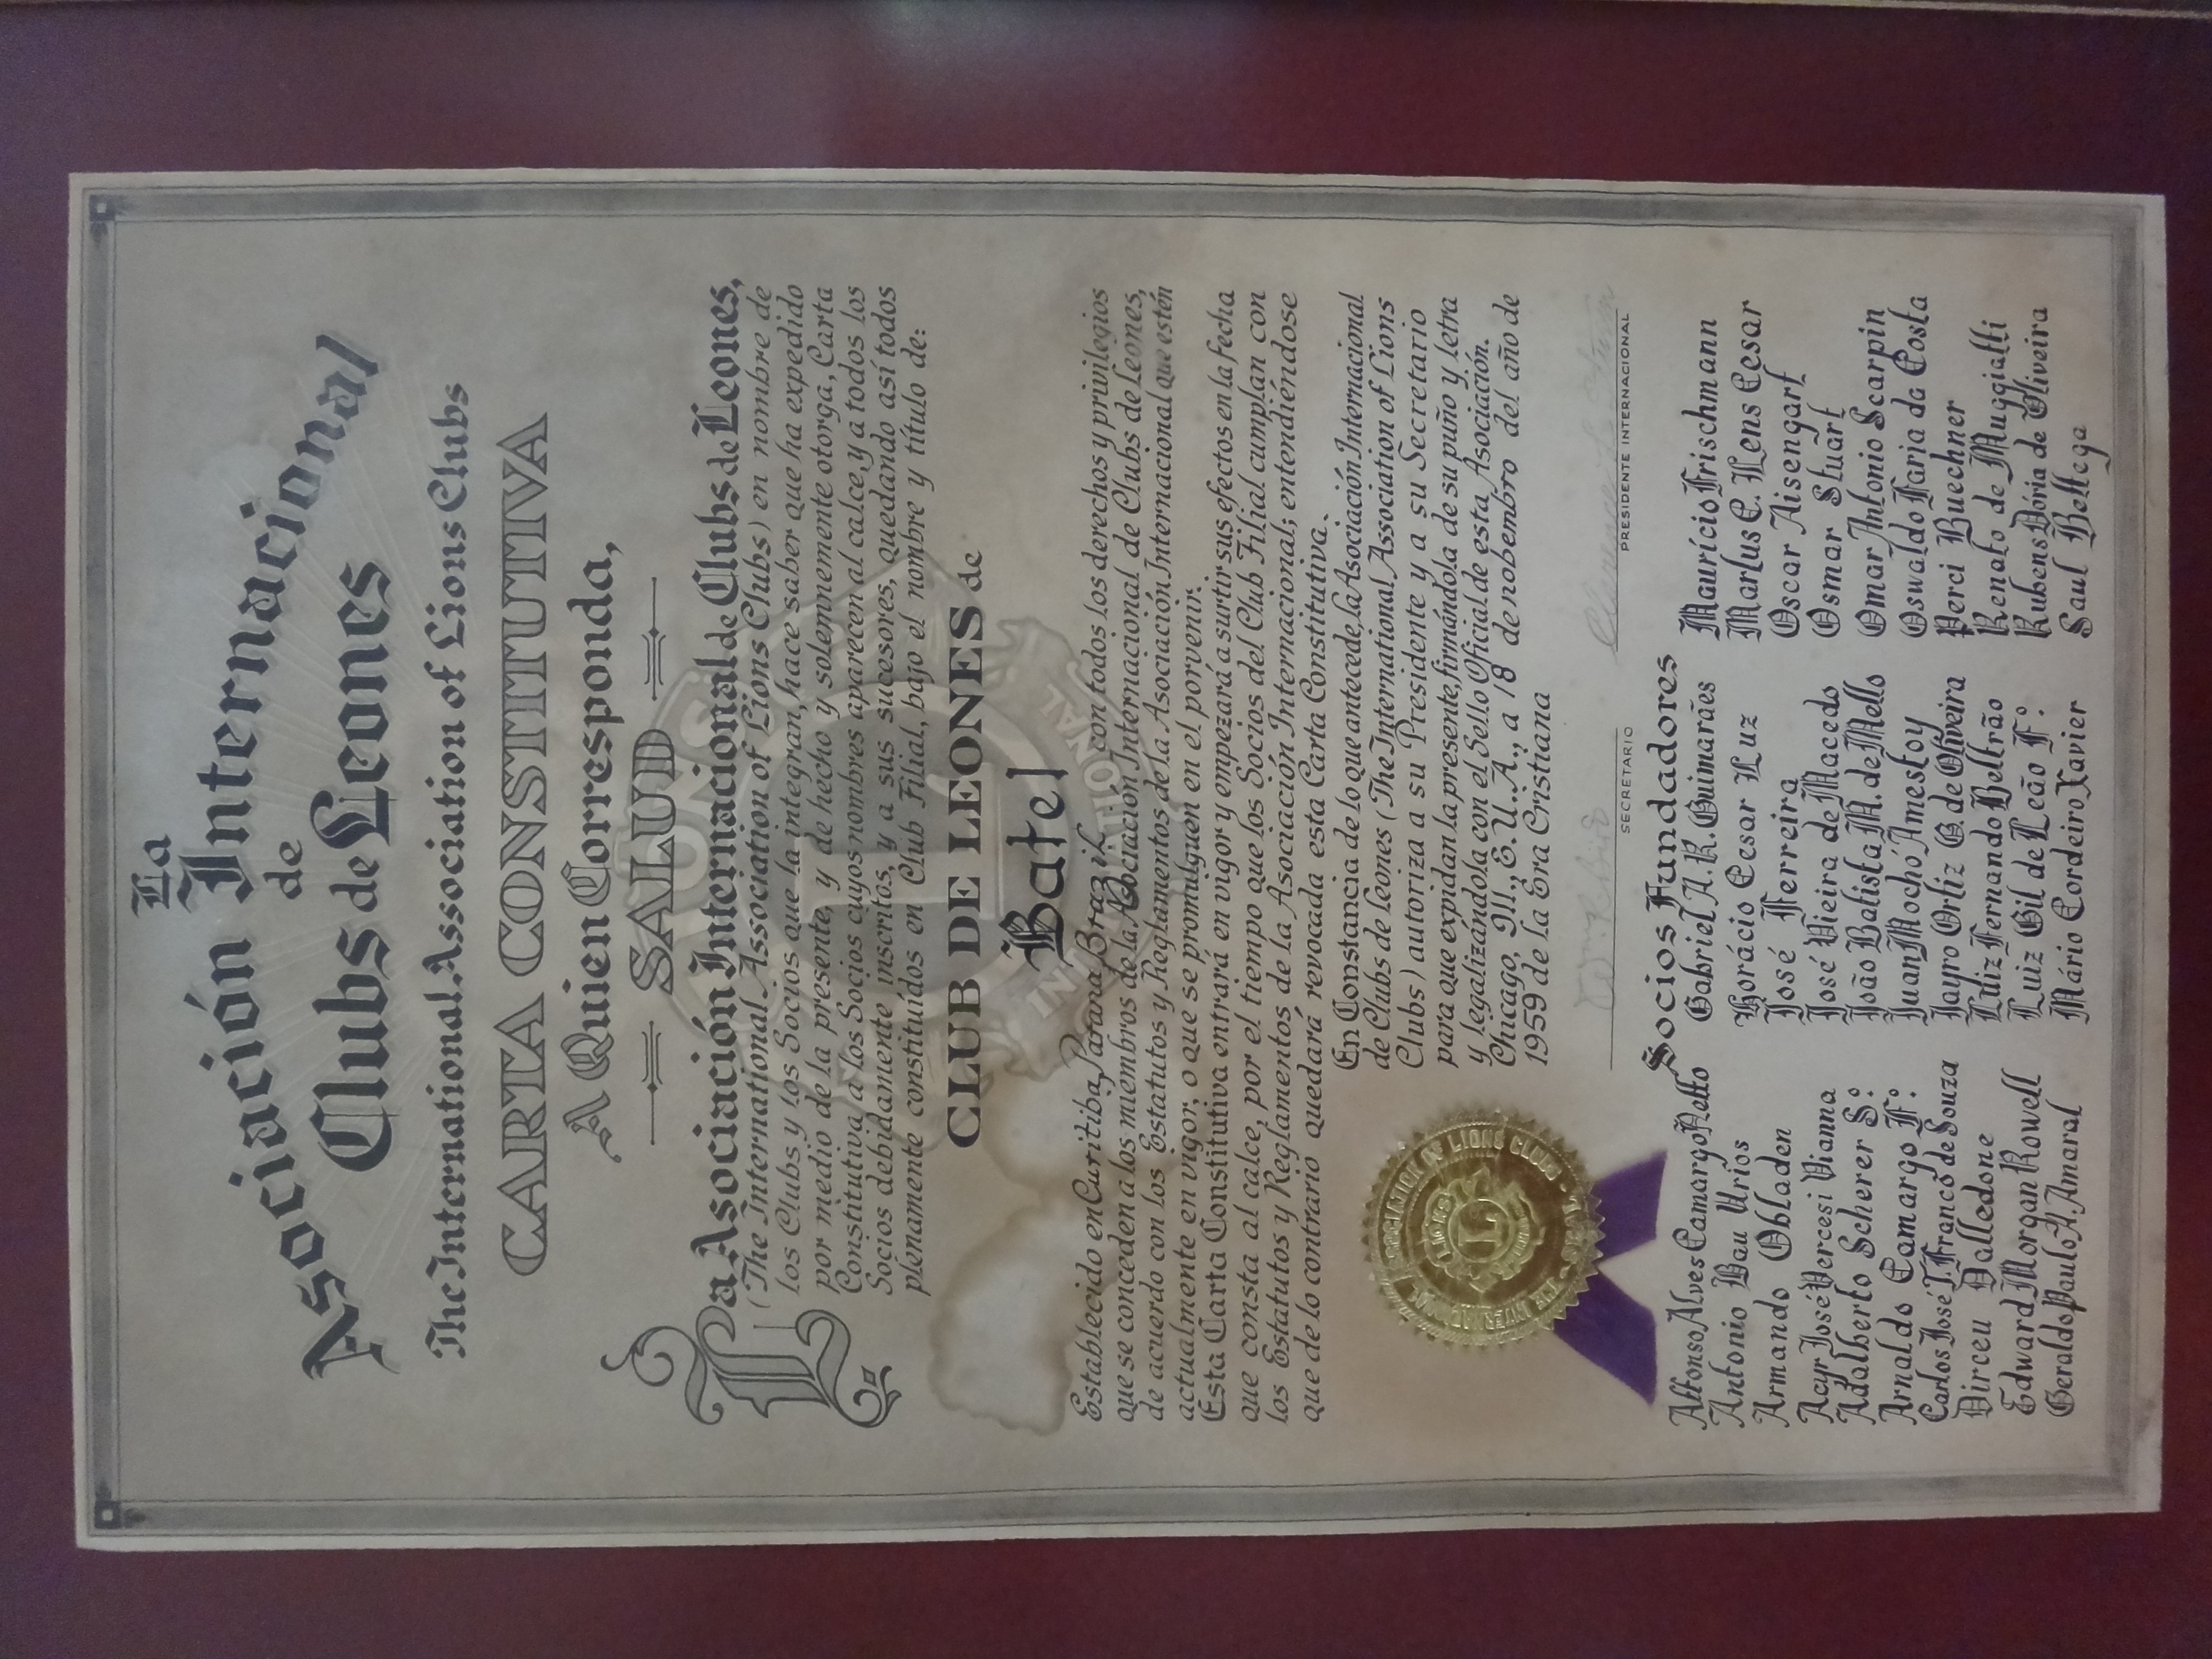 La
Asociación Internacional
de
Clubs de Leones
The International Association of Lions Clubs
CARTA CONSTITUTIVA
A Quien Corresponda,
SALUD
La Asociación Internacional de Clubs de Leones,
(The International Association of Lions Clubs) en nombre de
los Clubs y los Socios que la integran, hace saber que ha expedido
por medio de la presente, y de hecho y solemnemente otorga, Carta
Constitutiva a los Socios cuyos nombres aparecen al calce, y a todos los
Socios debidamente inscritos, y a sus sucesores, quedando así todos
plenamente constituídos en Club Filial, bajo el nombre y título de:
CLUB DE LEONES de
Batel
Establecido en Curitiba, Parana, Brazil con todos los derechos y privilegios
que se conceden a los miembros de la Asociación Internacional de Clubs de Leones,
de acuerdo con los Estatutos y Reglamentos de la Asociación Internacional que estén
actualmente en vigor, o que se promulguen en el porvenir.
Esta Carta Constitutiva entrará en vigor y empezará a surtir sus efectos en la fecha
que consta al calce, por el tiempo que los Socios del Club Filial cumplan con
los Estatutos y Reglamentos de la Asociación Internacional; entendiéndose
que de lo contrario quedará revocada esta Carta Constitutiva.
En Constancia de lo que antecede, la Asociación Internacional
de Clubs de leones (The International Association of Lions
Clubs) autoriza a su Presidente y a su Secretario
para que expidan la presente, firmándola de su puño y letra
y legalizándola con el Sello Oficial de esta Asociación.
Chicago, Ill., E.U.A., a 18 de nobembro del año de
1959 de la Era Cristiana
SECRETARIO
PRESIDENTE INTERNACIONAL
Socios Fundadores
Affonso Alves Camargo Netto
Antonio Bau Urios
Armando Obladen
Acyr José Vercesi Vianna
Adalberto Scherer Sº.
Arnaldo Camargo Fº.
Carlos José T. Franco de Souza
Dirceu Dalledone
Edward Morgan Rowell
Geraldo Paulo A. Amaral
Gabriel A. R. Guimarães
Horácio Cesar Luz
José Ferreira
José Vieira de Macedo
João Batista M. de Mello
Juan Mochó Amestoy
Jayro Ortiz G. de Oliveira
Luiz Fernando Beltrão
Luiz Gil de Leão Fº.
Mário Cordeiro Xavier
Maurício Frischmann
Marlus C. Hens Cesar
Oscar Aisengart
Osmar Stuart
Omar Antonio Scarpin
Oswaldo Faria da Costa
Perci Buechner
Renato de Muggiatti
Rubens Dória de Oliveira
Saul Bettega
THE INTERNATIONAL ASSOCIATION OF LIONS CLUBS
LIONS
L